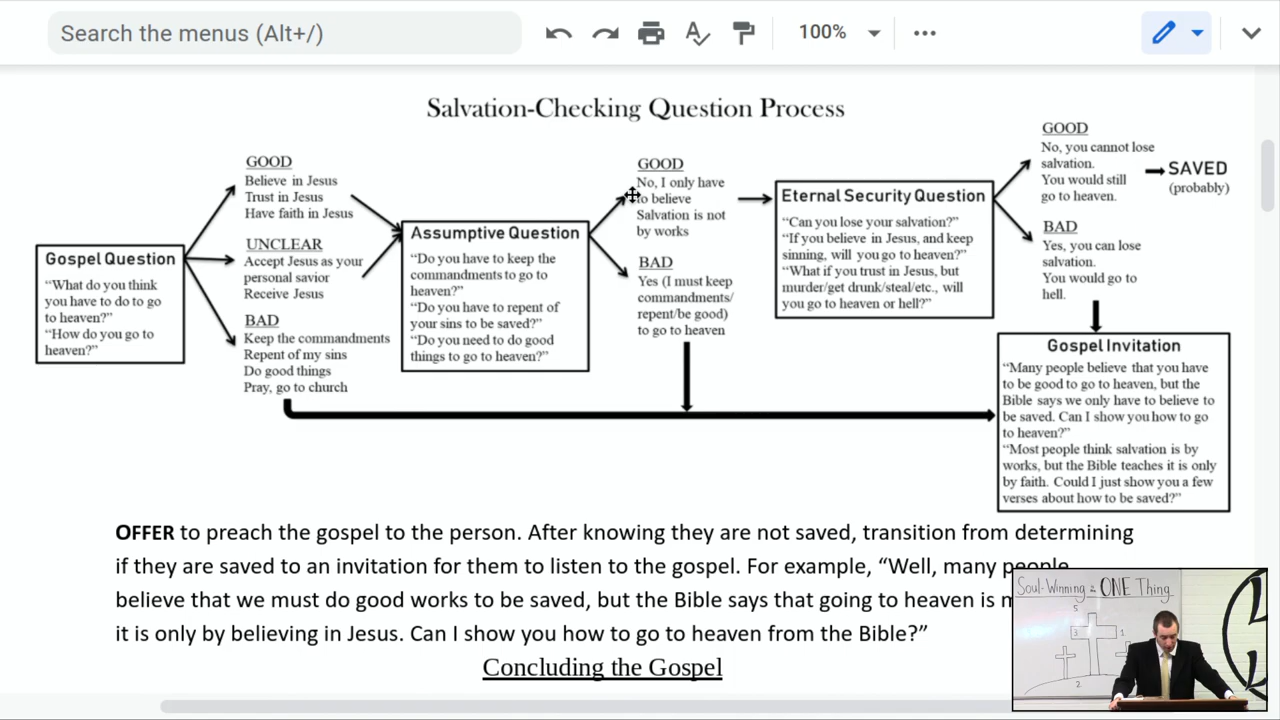 Search the menus (Alt+/)
100%
Salvation-Checking Question Process
Gospel Question
“What do you think
you have to do to go
to heaven?”
“How do you go to
heaven?”
GOOD
Believe in Jesus
Trust in Jesus
Have faith in Jesus
UNCLEAR
Accept Jesus as your
personal savior
Receive Jesus
BAD
Keep the commandments
Repent of my sins
Do good things
Pray, go to church
Assumptive Question
“Do you have to keep the
commandments to go to
heaven?”
“Do you have to repent of
your sins to be saved?”
“Do you need to do good
things to go to heaven?”
GOOD
No, I only have
to believe
Salvation is not
by works
BAD
Yes (I must keep
commandments/
repent/be good)
to go to heaven
Eternal Security Question
“Can you lose your salvation?”
“If you believe in Jesus, and keep
sinning, will you go to heaven?”
“What if you trust in Jesus, but
murder/get drunk/steal/etc., will
you go to heaven or hell?”
GOOD
No, you cannot lose
salvation.
You would still
go to heaven.
SAVED
(probably)
BAD
Yes, you can lose
salvation.
You would go to
hell.
Gospel Invitation
“Many people believe that you have
to be good to go to heaven, but the
Bible says we only have to believe to
be saved. Can I show you how to go
to heaven?”
“Most people think salvation is by
works, but the Bible teaches it is only
by faith. Could I just show you a few
verses about how to be saved?”
OFFER to preach the gospel to the person. After knowing they are not saved, transition from determining
if they are saved to an invitation for them to listen to the gospel. For example, “Well, many people
believe that we must do good works to be saved, but the Bible says that going to heaven is
it is only by believing in Jesus. Can I show you how to go to heaven from the Bible?”
Concluding the Gospel
Soul-Winning: ONE Thing
5
3 1
2